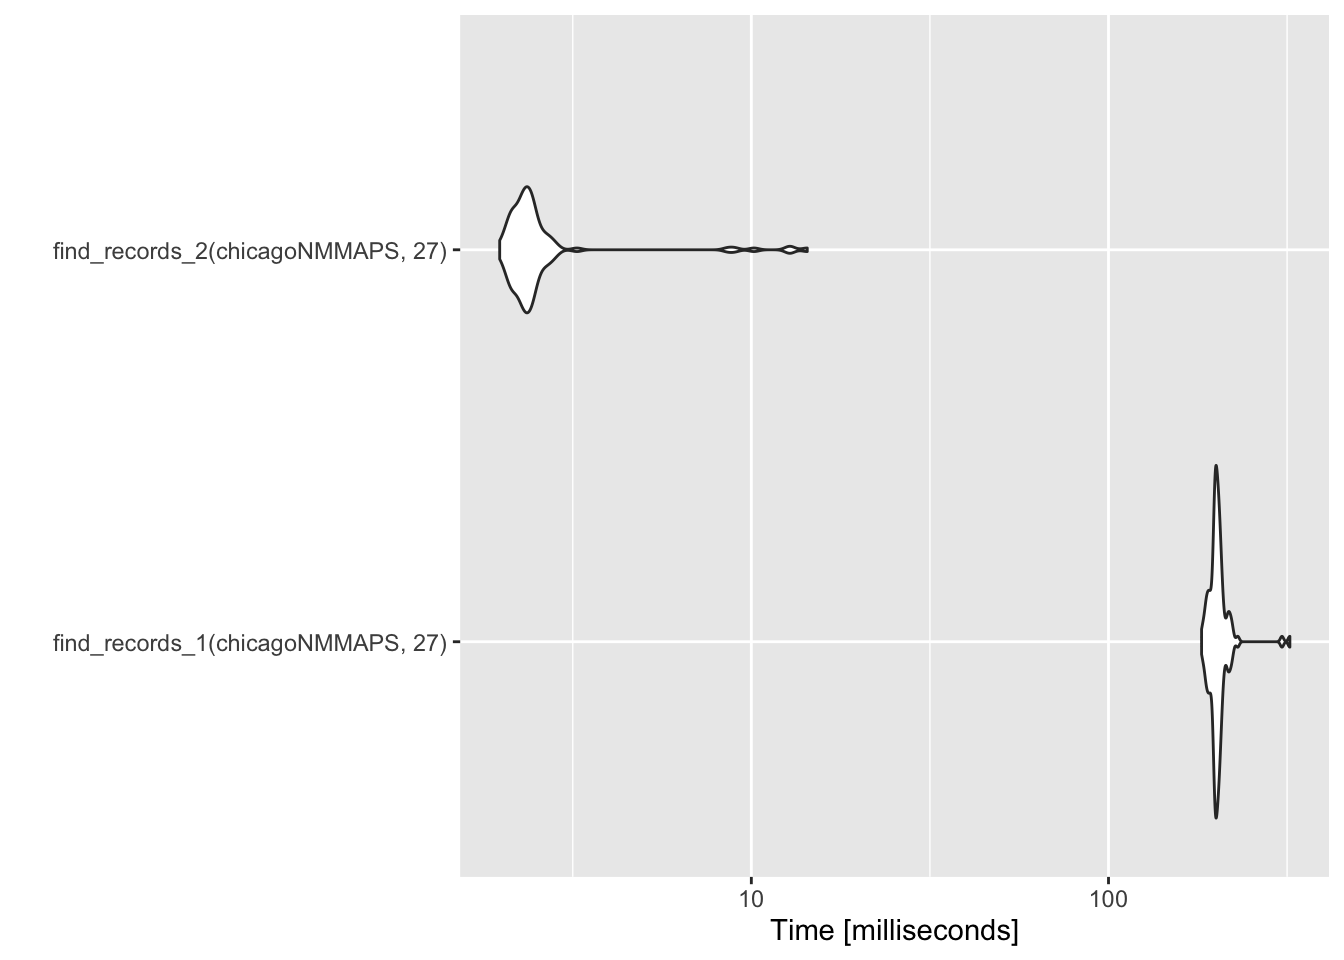 find_records_2(chicagoNMMAPS, 27)
find_records_1(chicagoNMMAPS, 27)
10 100
Time [milliseconds]